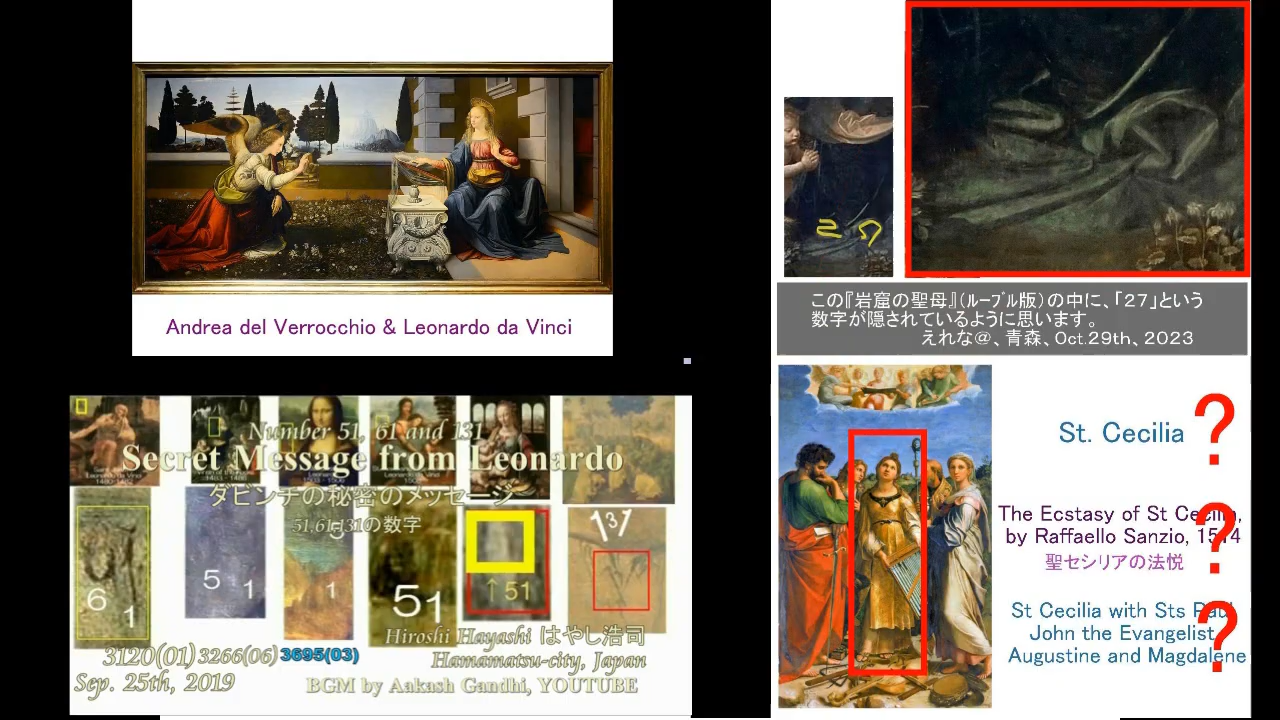 Andrea del Verrocchio & Leonardo da Vinci
Number 51, 61 and 131
Secret Message from Leonardo
ダビンチの秘密のメッセージ
51,61,131の数字
131
6 1
5 1
5 1
51
↑51
Hiroshi Hayashi はやし浩司
Hamamatsu-city, Japan
3120(01) 3266(06) 3695(03)
Sep. 25th, 2019
BGM by Aakash Gandhi, YOUTUBE
27
この『岩窟の聖母』(ルーブル版)の中に、「27」という
数字が隠されているように思います。
えれな@、青森、Oct.29th、2023
St. Cecilia ?
The Ecstasy of St Cecilia,
by Raffaello Sanzio, 1514
?
聖セシリアの法悦
St Cecilia with Sts Paul
John the Evangelist
Augustine and Magdalene
?